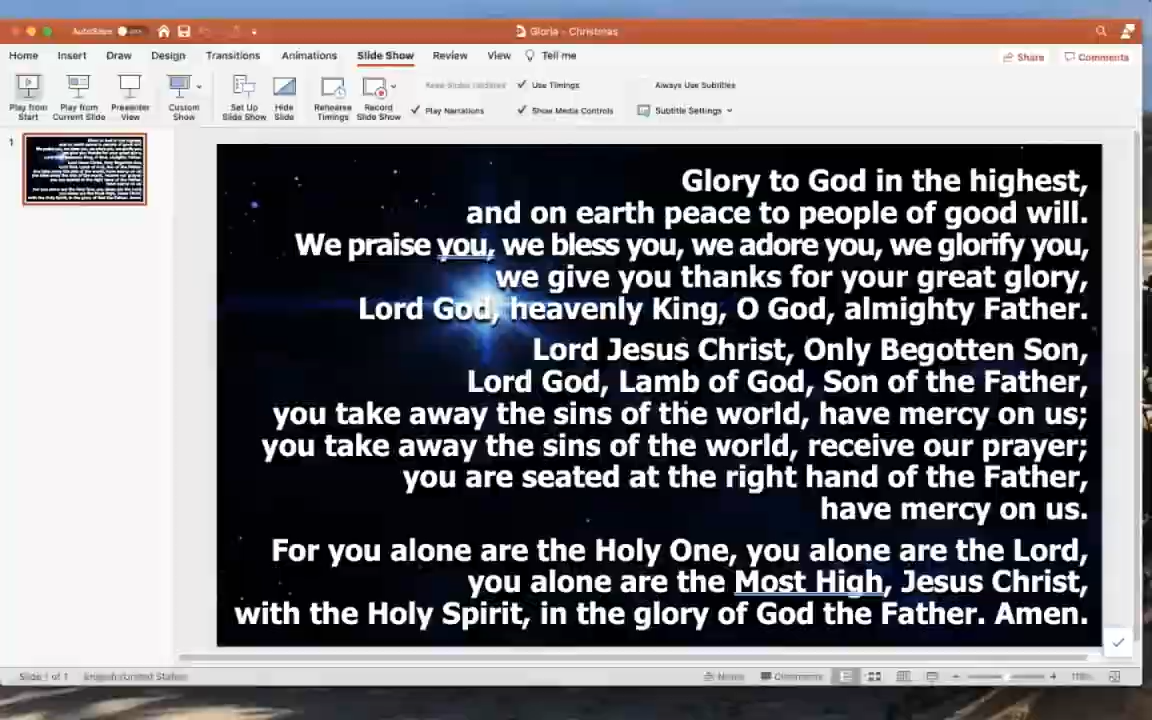 AutoSave
Gloria - Christmas
Home Insert Draw Design Transitions Animations Slide Show Review View Tell me
Share Comments
Play from Start
Play from Current Slide
Presenter View
Custom Show
Set Up Slide Show
Hide Slide
Rehearse Timings
Record Slide Show
Keep Slides Updated
Use Timings
Play Narrations
Show Media Controls
Always Use Subtitles
Subtitle Settings
1
Glory to God in the highest,
and on earth peace to people of good will.
We praise you, we bless you, we adore you, we glorify you,
we give you thanks for your great glory,
Lord God, heavenly King, O God, almighty Father.
Lord Jesus Christ, Only Begotten Son,
Lord God, Lamb of God, Son of the Father,
you take away the sins of the world, have mercy on us;
you take away the sins of the world, receive our prayer;
you are seated at the right hand of the Father,
have mercy on us.
For you alone are the Holy One, you alone are the Lord,
you alone are the Most High, Jesus Christ,
with the Holy Spirit, in the glory of God the Father. Amen.
Slide 1 of 1
English (United States)
Notes
Comments